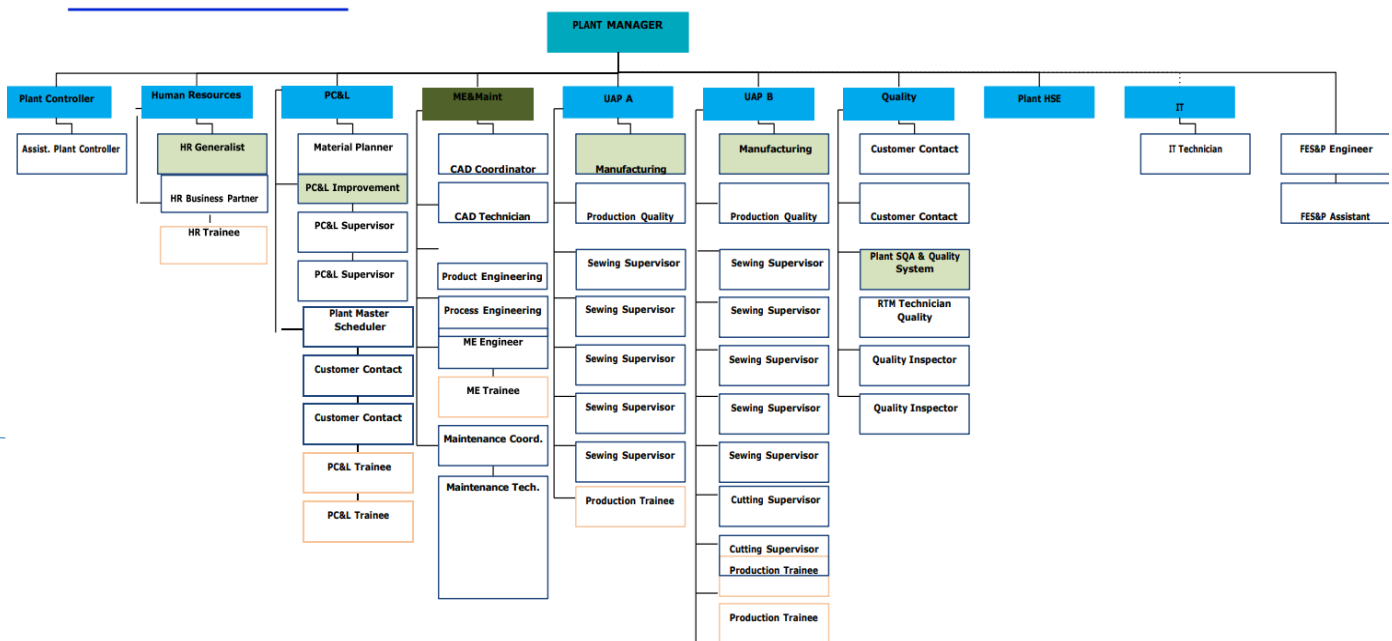 PLANT MANAGER
Plant Controller
Human Resources
PC&L
ME&Maint
UAP A
UAP B
Quality
Plant HSE
IT
Assist. Plant Controller
HR Generalist
HR Business Partner
HR Trainee
Material Planner
PC&L Improvement
PC&L Supervisor
PC&L Supervisor
Plant Master
Scheduler
Customer Contact
Customer Contact
PC&L Trainee
PC&L Trainee
CAD Coordinator
CAD Technician
Product Engineering
Process Engineering
ME Engineer
ME Trainee
Maintenance Coord.
Maintenance Tech.
Manufacturing
Production Quality
Sewing Supervisor
Sewing Supervisor
Sewing Supervisor
Sewing Supervisor
Sewing Supervisor
Production Trainee
Manufacturing
Production Quality
Sewing Supervisor
Sewing Supervisor
Sewing Supervisor
Sewing Supervisor
Sewing Supervisor
Cutting Supervisor
Cutting Supervisor
Production Trainee
Production Trainee
Customer Contact
Customer Contact
Plant SQA & Quality
System
RTM Technician
Quality
Quality Inspector
Quality Inspector
IT Technician
FES&P Engineer
FES&P Assistant